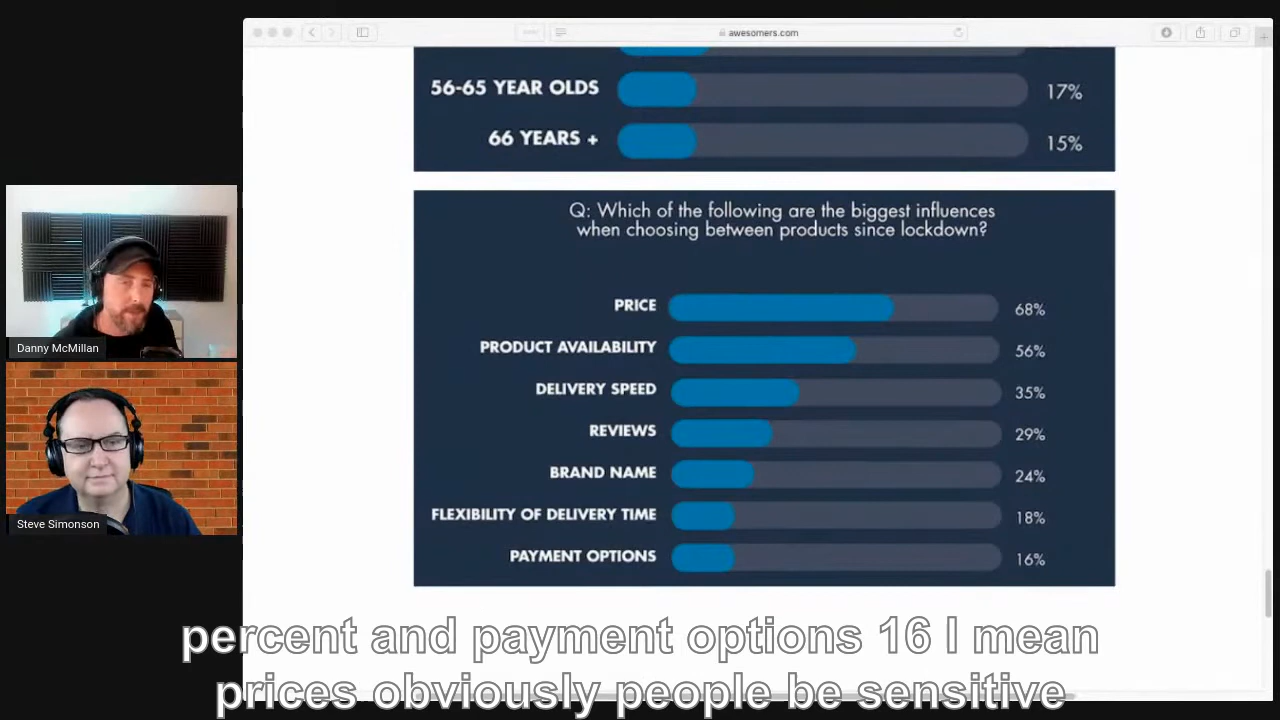 awesomers.com
56-65 YEAR OLDS 17%
66 YEARS + 15%
Q: Which of the following are the biggest influences
when choosing between products since lockdown?
PRICE 68%
PRODUCT AVAILABILITY 56%
DELIVERY SPEED 35%
REVIEWS 29%
BRAND NAME 24%
FLEXIBILITY OF DELIVERY TIME 18%
PAYMENT OPTIONS 16%
Danny McMillan
Steve Simonson
percent and payment options 16 I mean
prices obviously people be sensitive